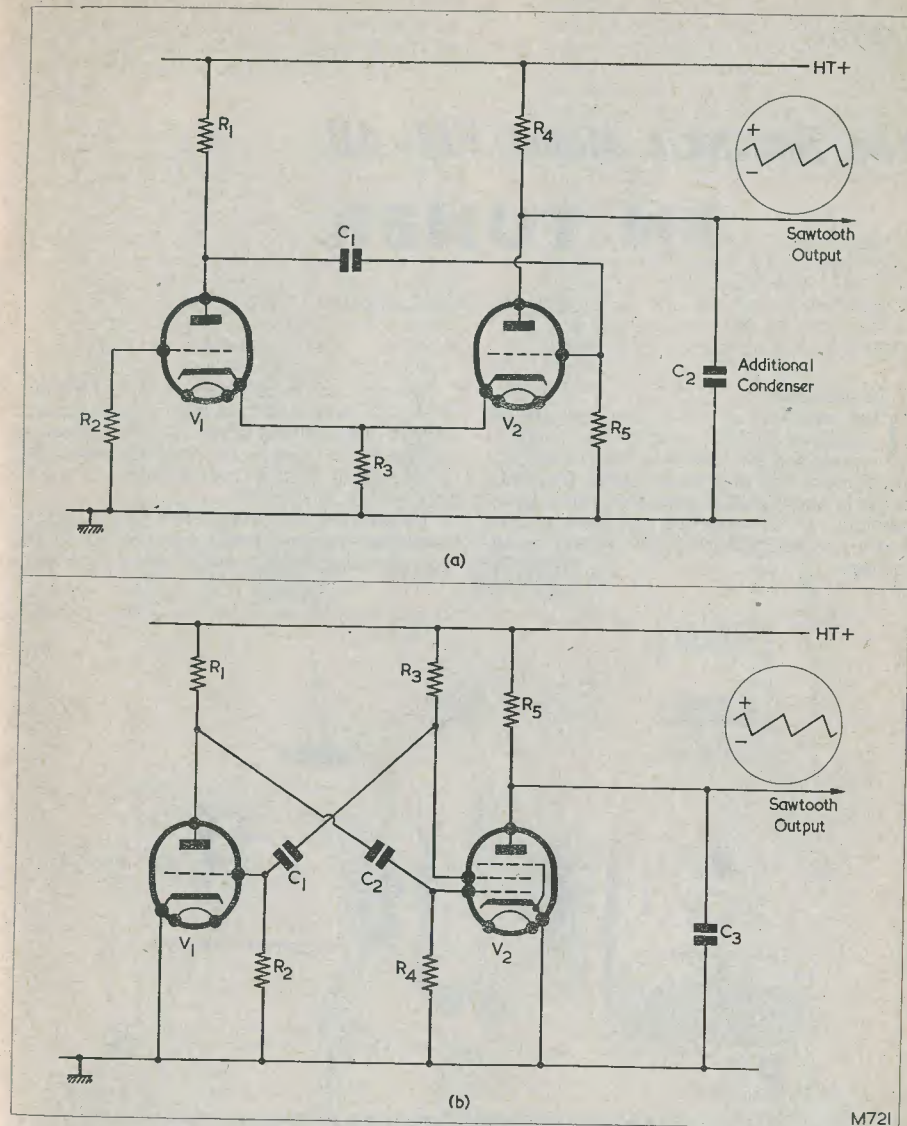 HT+
R1
R4
+
−
Sawtooth
Output
C1
C2
Additional
Condenser
R2
V1
V2
R5
R3
(a)
HT+
R1
R3
R5
+
−
Sawtooth
Output
C1
C2
C3
V1
R2
R4
V2
(b)
M721